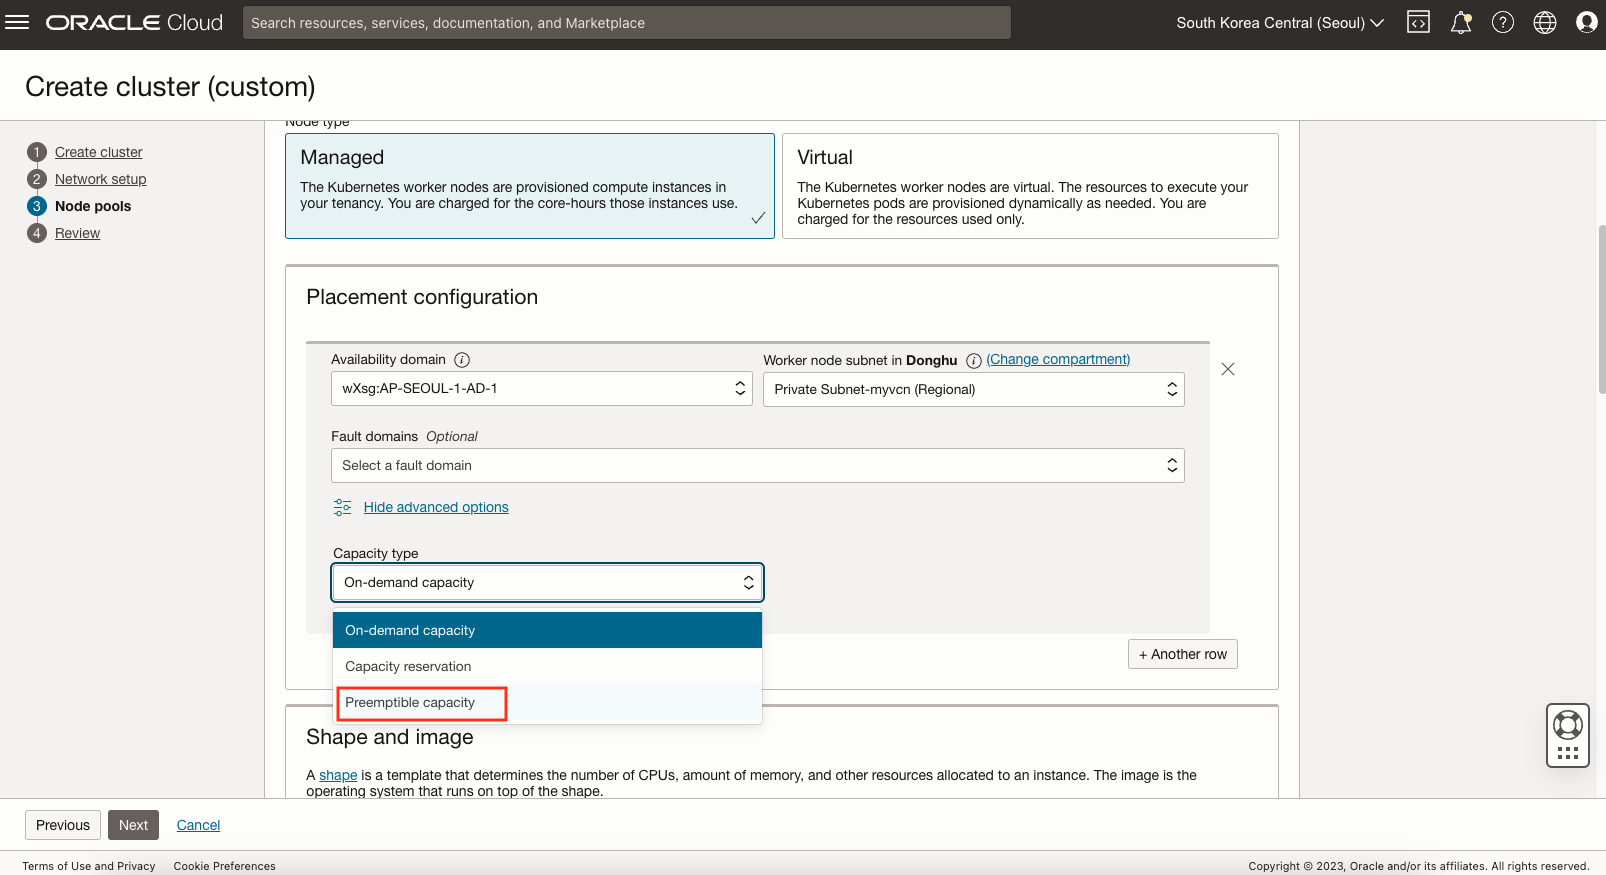 ORACLE Cloud
Search resources, services, documentation, and Marketplace
South Korea Central (Seoul)
Create cluster (custom)
1 Create cluster
2 Network setup
3 Node pools
4 Review
Node type
Managed
The Kubernetes worker nodes are provisioned compute instances in
your tenancy. You are charged for the core-hours those instances use.
Virtual
The Kubernetes worker nodes are virtual. The resources to execute your
Kubernetes pods are provisioned dynamically as needed. You are
charged for the resources used only.
Placement configuration
Availability domain
wXsg:AP-SEOUL-1-AD-1
Worker node subnet in Donghu (Change compartment)
Private Subnet-myvcn (Regional)
Fault domains Optional
Select a fault domain
Hide advanced options
Capacity type
On-demand capacity
On-demand capacity
Capacity reservation
Preemptible capacity
+ Another row
Shape and image
A shape is a template that determines the number of CPUs, amount of memory, and other resources allocated to an instance. The image is the
operating system that runs on top of the shape.
Previous
Next
Cancel
Terms of Use and Privacy
Cookie Preferences
Copyright © 2023, Oracle and/or its affiliates. All rights reserved.